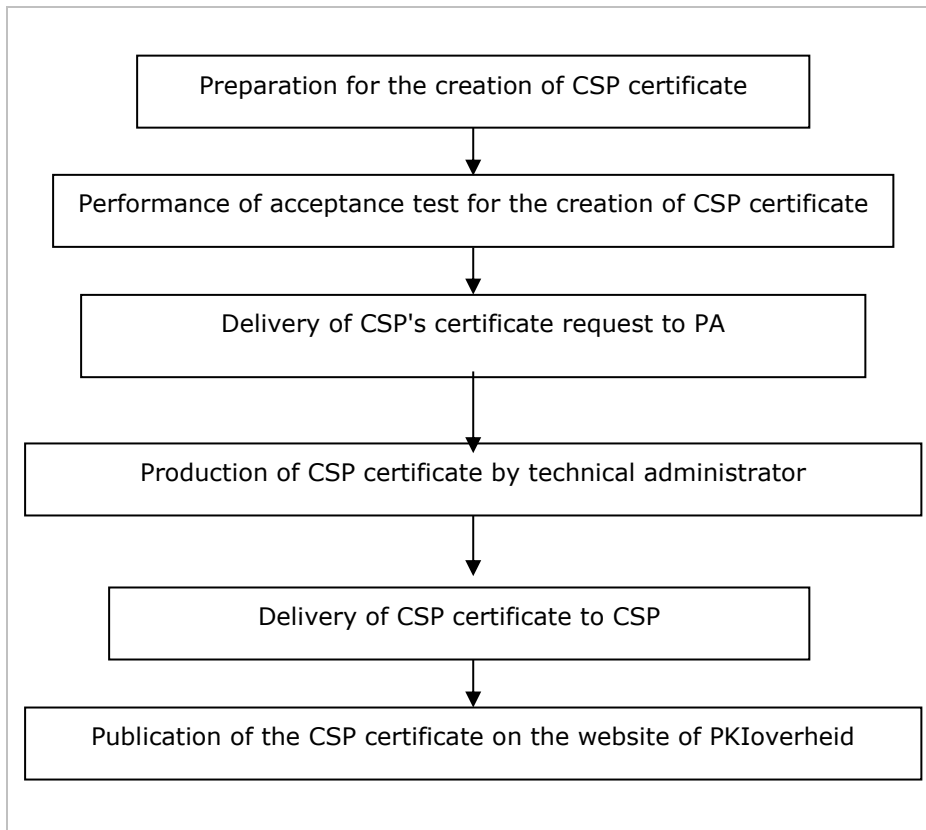 Preparation for the creation of CSP certificate
Performance of acceptance test for the creation of CSP certificate
Delivery of CSP's certificate request to PA
Production of CSP certificate by technical administrator
Delivery of CSP certificate to CSP
Publication of the CSP certificate on the website of PKIoverheid